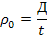 ρ₀ = Д/t